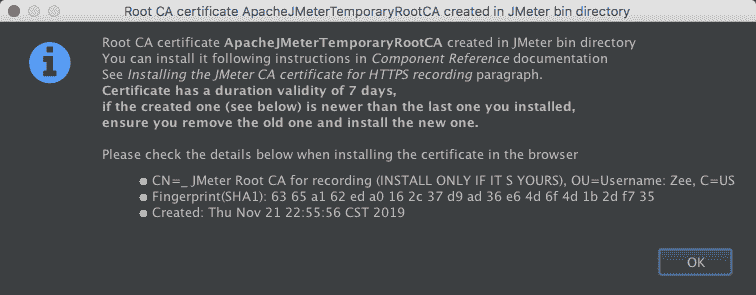 Root CA certificate ApacheJMeterTemporaryRootCA created in JMeter bin directory
Root CA certificate ApacheJMeterTemporaryRootCA created in JMeter bin directory
You can install it following instructions in Component Reference documentation
See Installing the JMeter CA certificate for HTTPS recording paragraph.
Certificate has a duration validity of 7 days,
if the created one (see below) is newer than the last one you installed,
ensure you remove the old one and install the new one.
Please check the details below when installing the certificate in the browser
CN=_ JMeter Root CA for recording (INSTALL ONLY IF IT S YOURS), OU=Username: Zee, C=US
Fingerprint(SHA1): 63 65 a1 62 ed a0 16 2c 37 d9 ad 36 e6 4d 6f 4d 1b 2d f7 35
Created: Thu Nov 21 22:55:56 CST 2019
OK